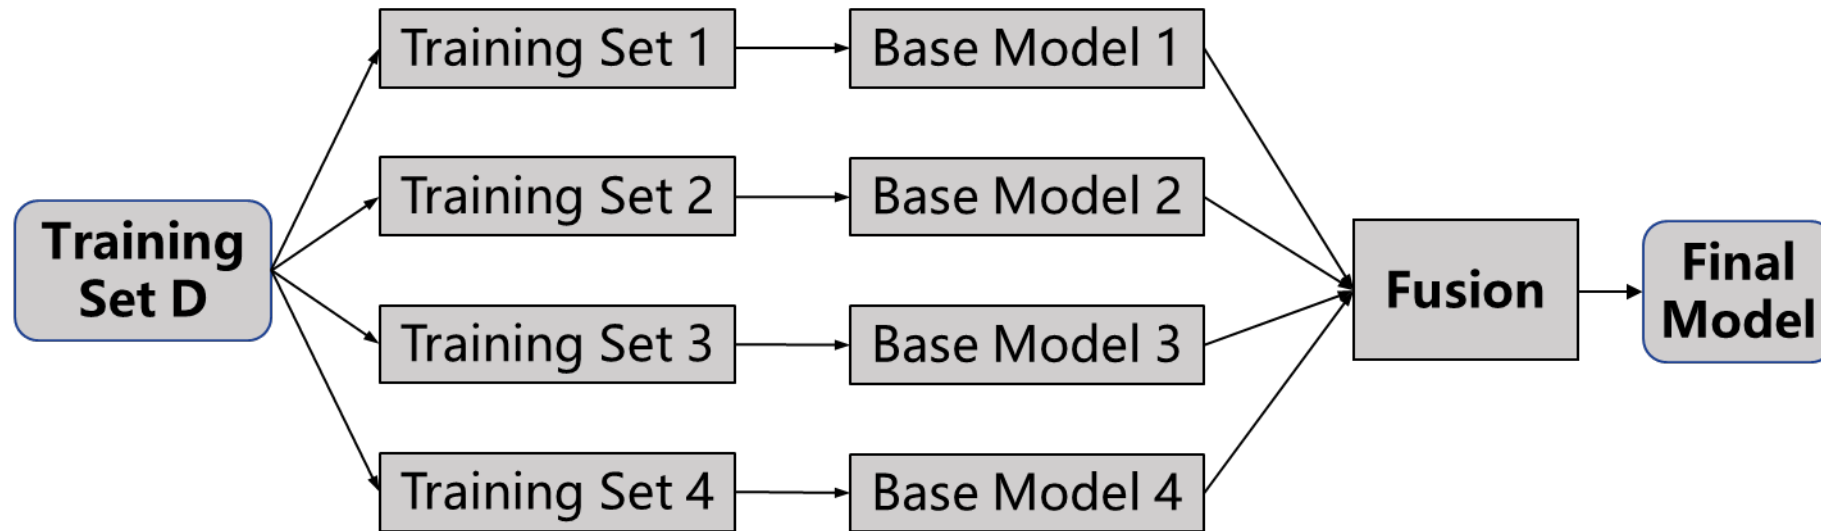 Training Set 1
Base Model 1
Training Set 2
Base Model 2
Training
Set D
Training Set 3
Base Model 3
Training Set 4
Base Model 4
Fusion
Final
Model